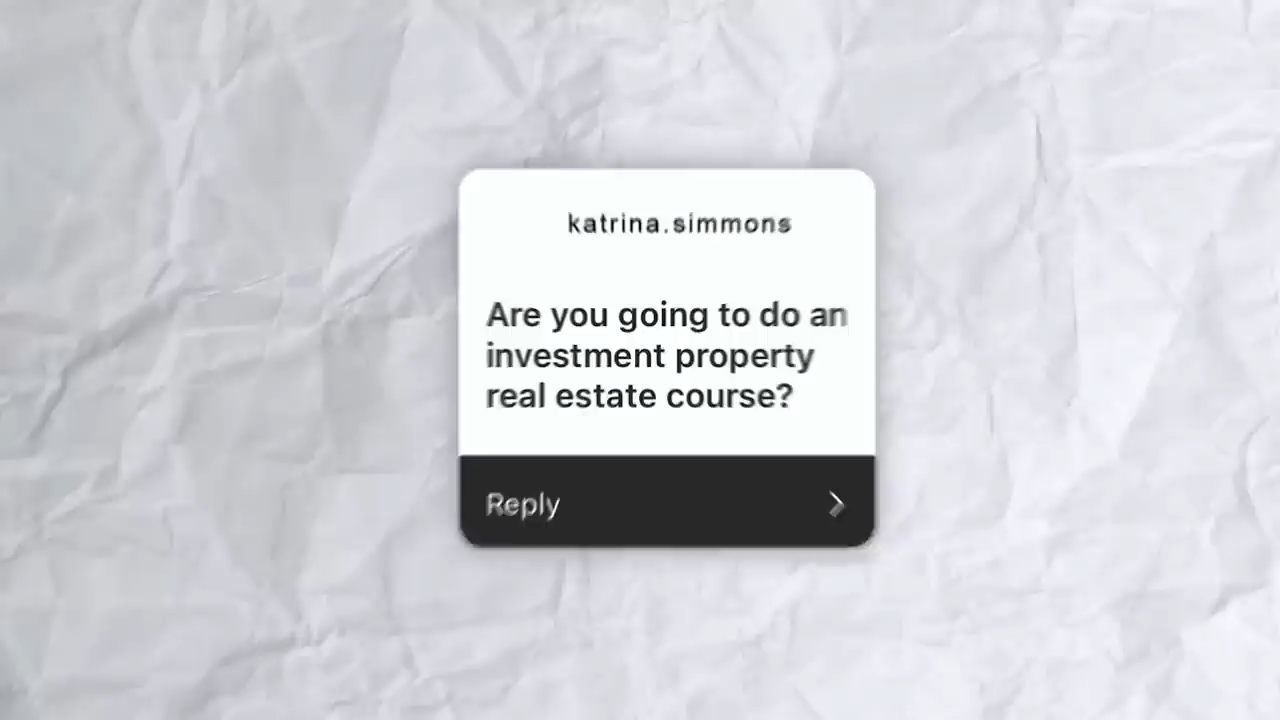 katrina.simmons
Are you going to do an
investment property
real estate course?
Reply